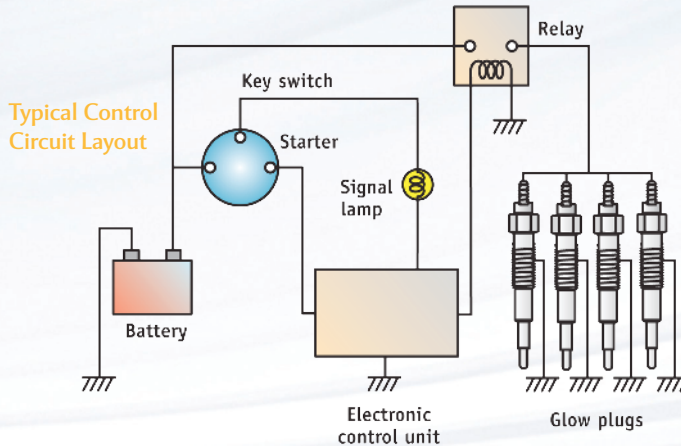 Relay
Key switch
Typical Control
Circuit Layout
Starter
Signal
lamp
Battery
Electronic
control unit
Glow plugs